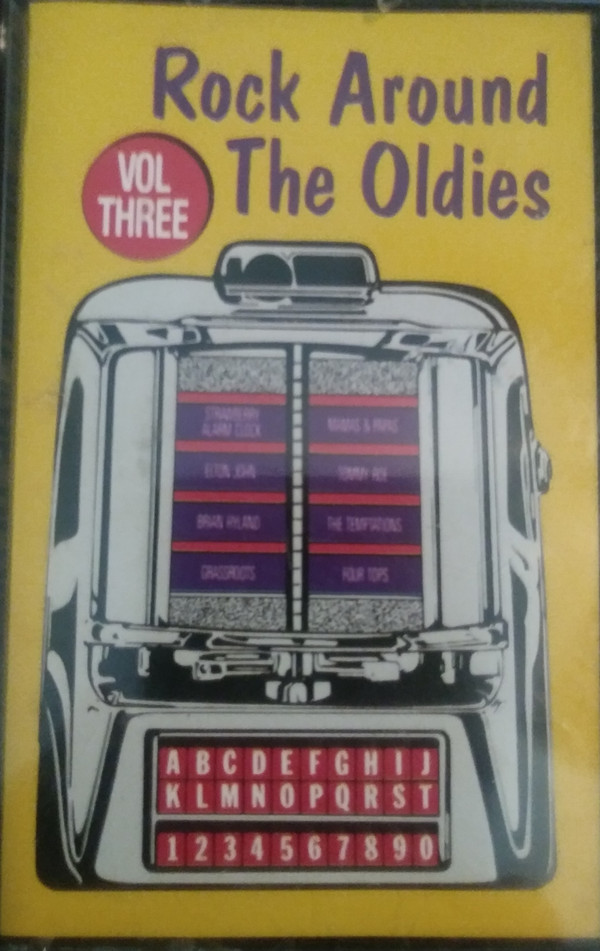 Rock Around
The Oldies
VOL
THREE
STRAWBERRY
ALARM CLOCK
MAMAS & PAPAS
ELTON JOHN
TOMMY ROE
BRIAN HYLAND
THE TEMPTATIONS
GRASSROOTS
FOUR TOPS
A B C D E F G H I J
K L M N O P Q R S T
1 2 3 4 5 6 7 8 9 0